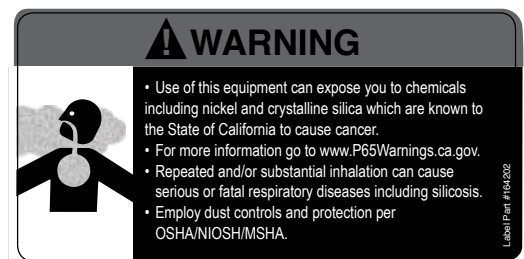 WARNING
• Use of this equipment can expose you to chemicals
including nickel and crystalline silica which are known to
the State of California to cause cancer.
• For more information go to www.P65Warnings.ca.gov.
• Repeated and/or substantial inhalation can cause
serious or fatal respiratory diseases including silicosis.
• Employ dust controls and protection per
OSHA/NIOSH/MSHA.
Label Part #164202